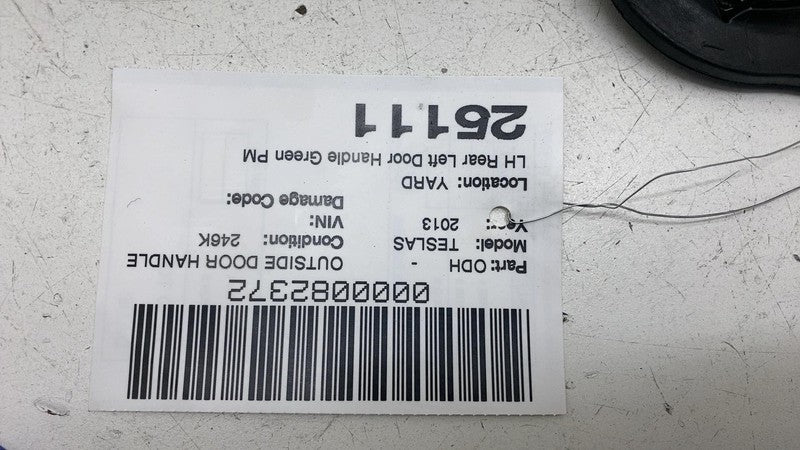 0000082372
Part: ODH - OUTSIDE DOOR HANDLE
Model: TESLAS Condition: 246K
Year: 2013 VIN:
Damage Code:
Location: YARD
LH Rear Left Door Handle Green PM
25111